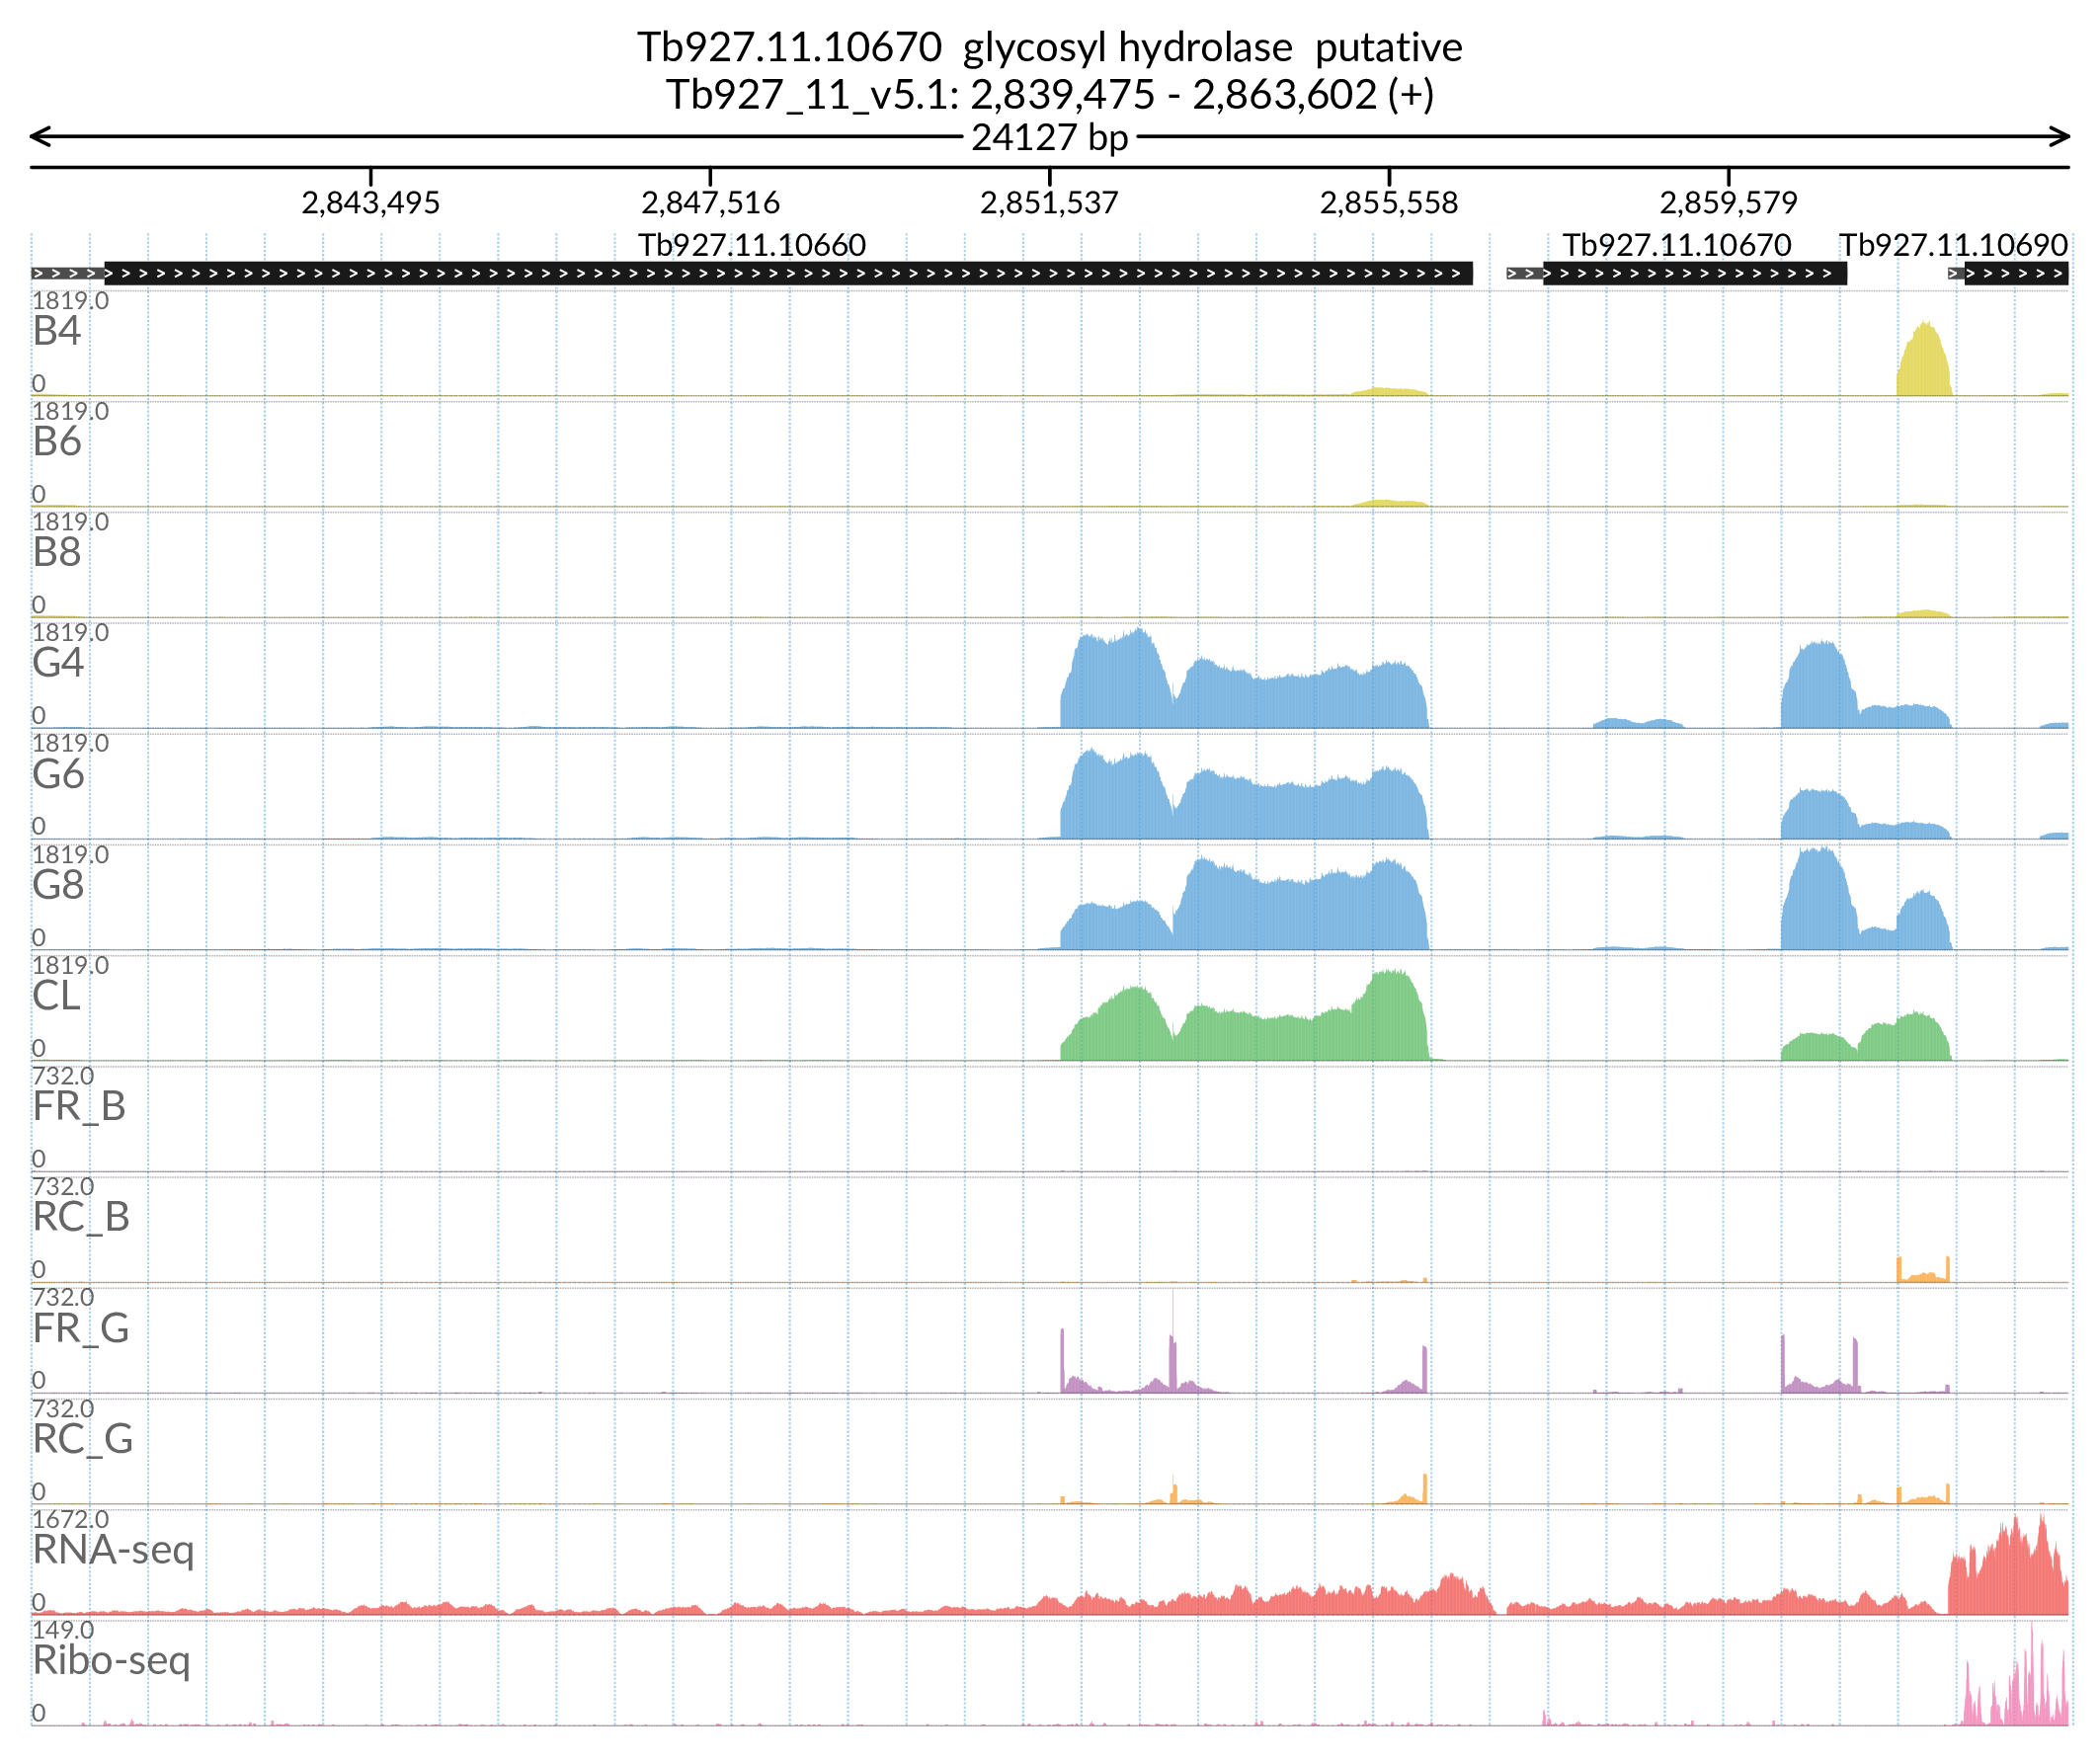 Tb927.11.10670  glycosyl hydrolase  putative
Tb927_11_v5.1: 2,839,475 - 2,863,602 (+)
24127 bp
2,843,495 2,847,516 2,851,537 2,855,558 2,859,579
Tb927.11.10660 Tb927.11.10670 Tb927.11.10690
1819.0
B4
0
1819.0
B6
0
1819.0
B8
0
1819.0
G4
0
1819.0
G6
0
1819.0
G8
0
1819.0
CL
0
732.0
FR_B
0
732.0
RC_B
0
732.0
FR_G
0
732.0
RC_G
0
1672.0
RNA-seq
0
149.0
Ribo-seq
0